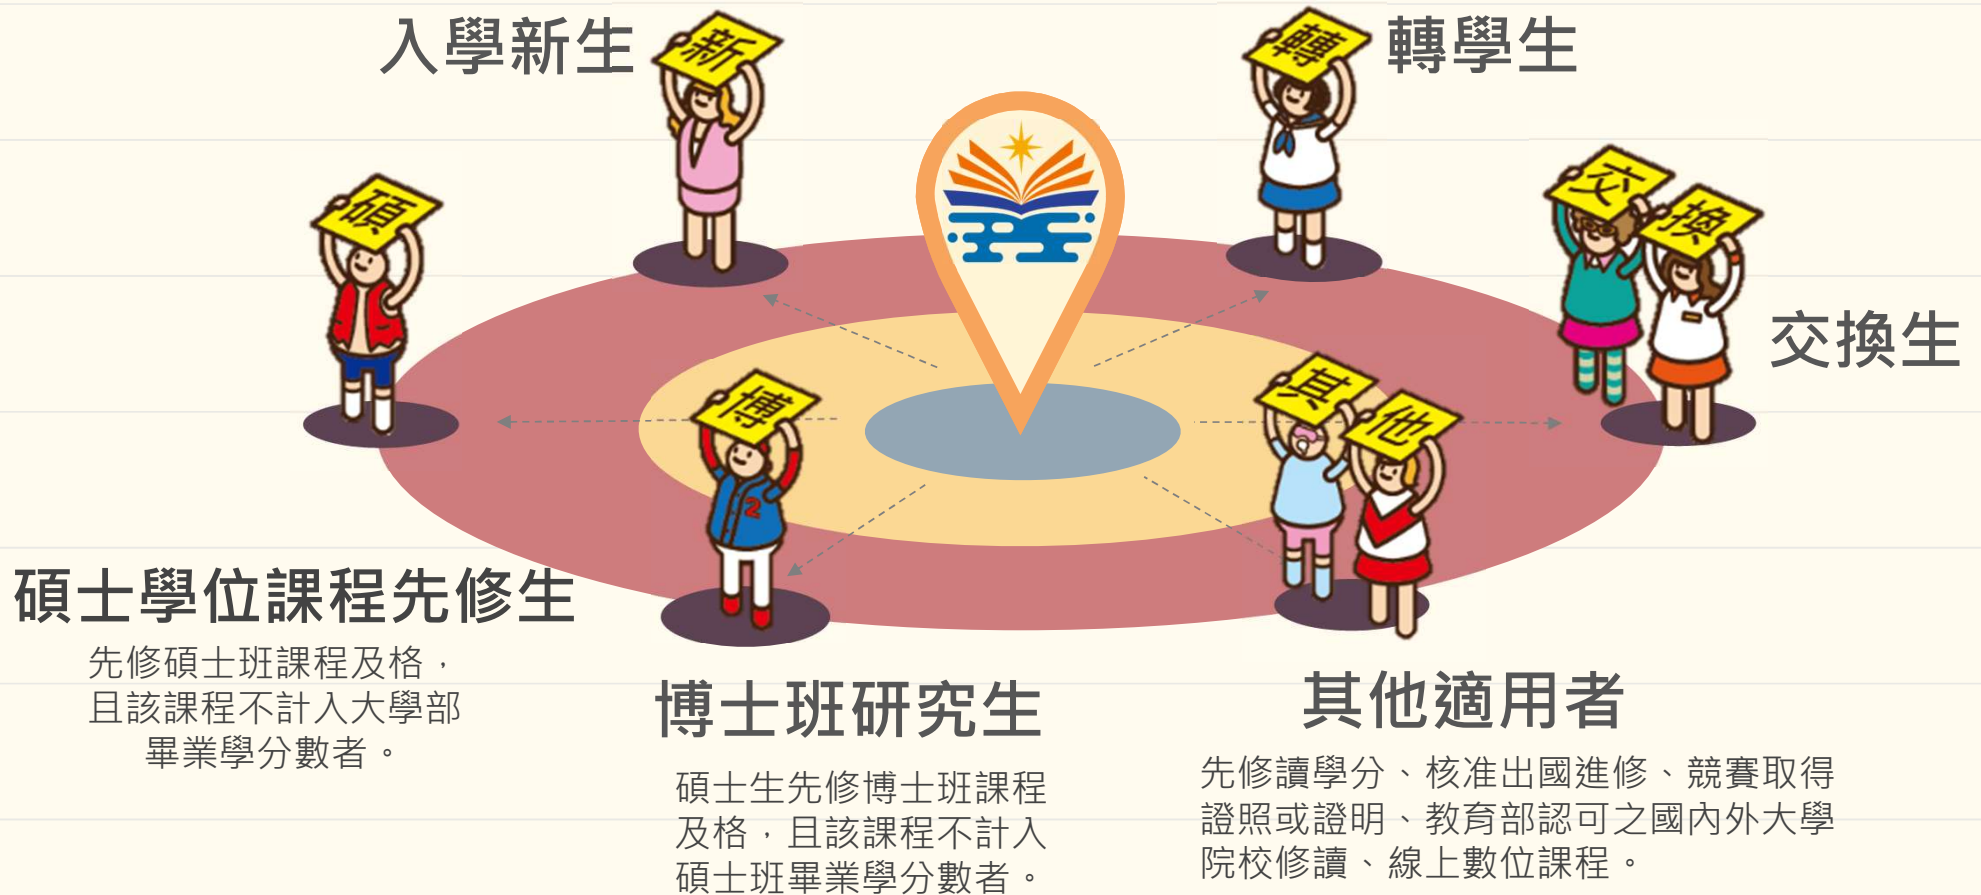 入學新生
新
轉
轉學生
碩
交
換
交換生
博
其
他
碩士學位課程先修生
先修碩士班課程及格，
且該課程不計入大學部
畢業學分數者。
博士班研究生
碩士生先修博士班課程
及格，且該課程不計入
碩士班畢業學分數者。
其他適用者
先修讀學分、核准出國進修、競賽取得
證照或證明、教育部認可之國內外大學
院校修讀、線上數位課程。
2